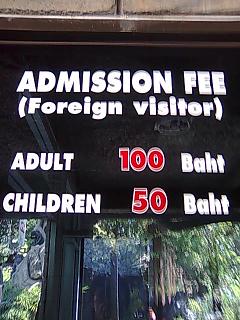 ADMISSION FEE
(Foreign visitor)
ADULT 100 Baht
CHILDREN 50 Baht